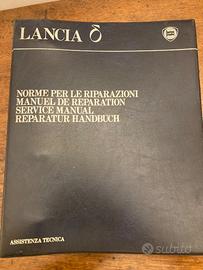 LANCIA δ
NORME PER LE RIPARAZIONI
MANUEL DE REPARATION
SERVICE MANUAL
REPARATUR HANDBUCH
ASSISTENZA TECNICA
subito